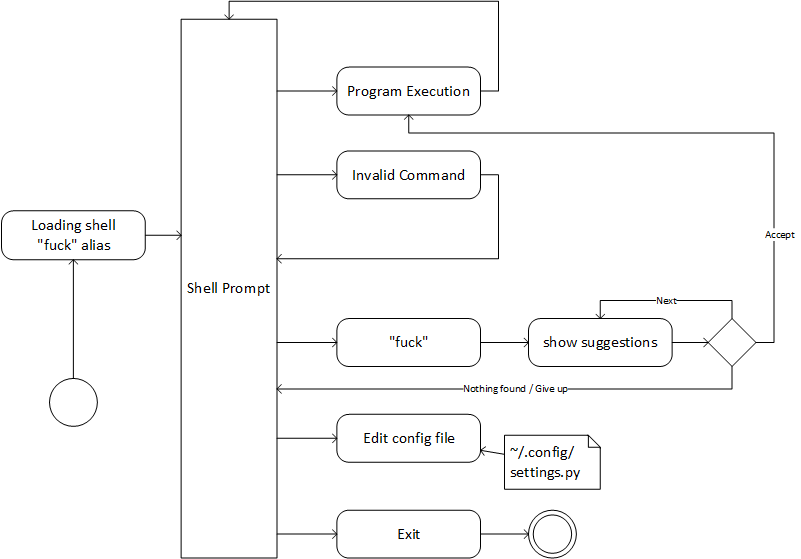 Program Execution
Invalid Command
Loading shell
"fuck" alias
Accept
Shell Prompt
Next
"fuck"
show suggestions
Nothing found / Give up
Edit config file
~/.config/
settings.py
Exit